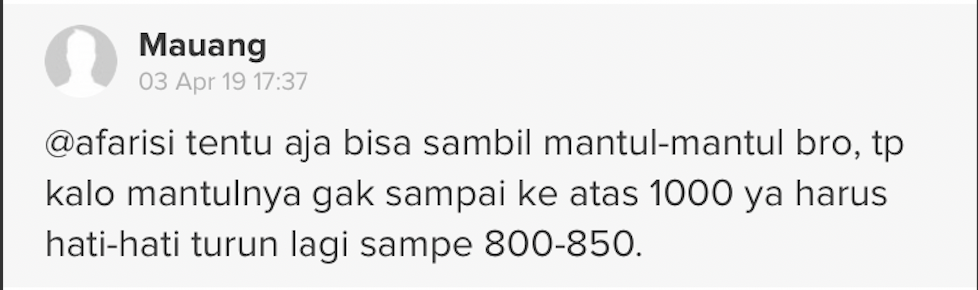 Mauang
03 Apr 19 17:37
@afarisi tentu aja bisa sambil mantul-mantul bro, tp
kalo mantulnya gak sampai ke atas 1000 ya harus
hati-hati turun lagi sampe 800-850.